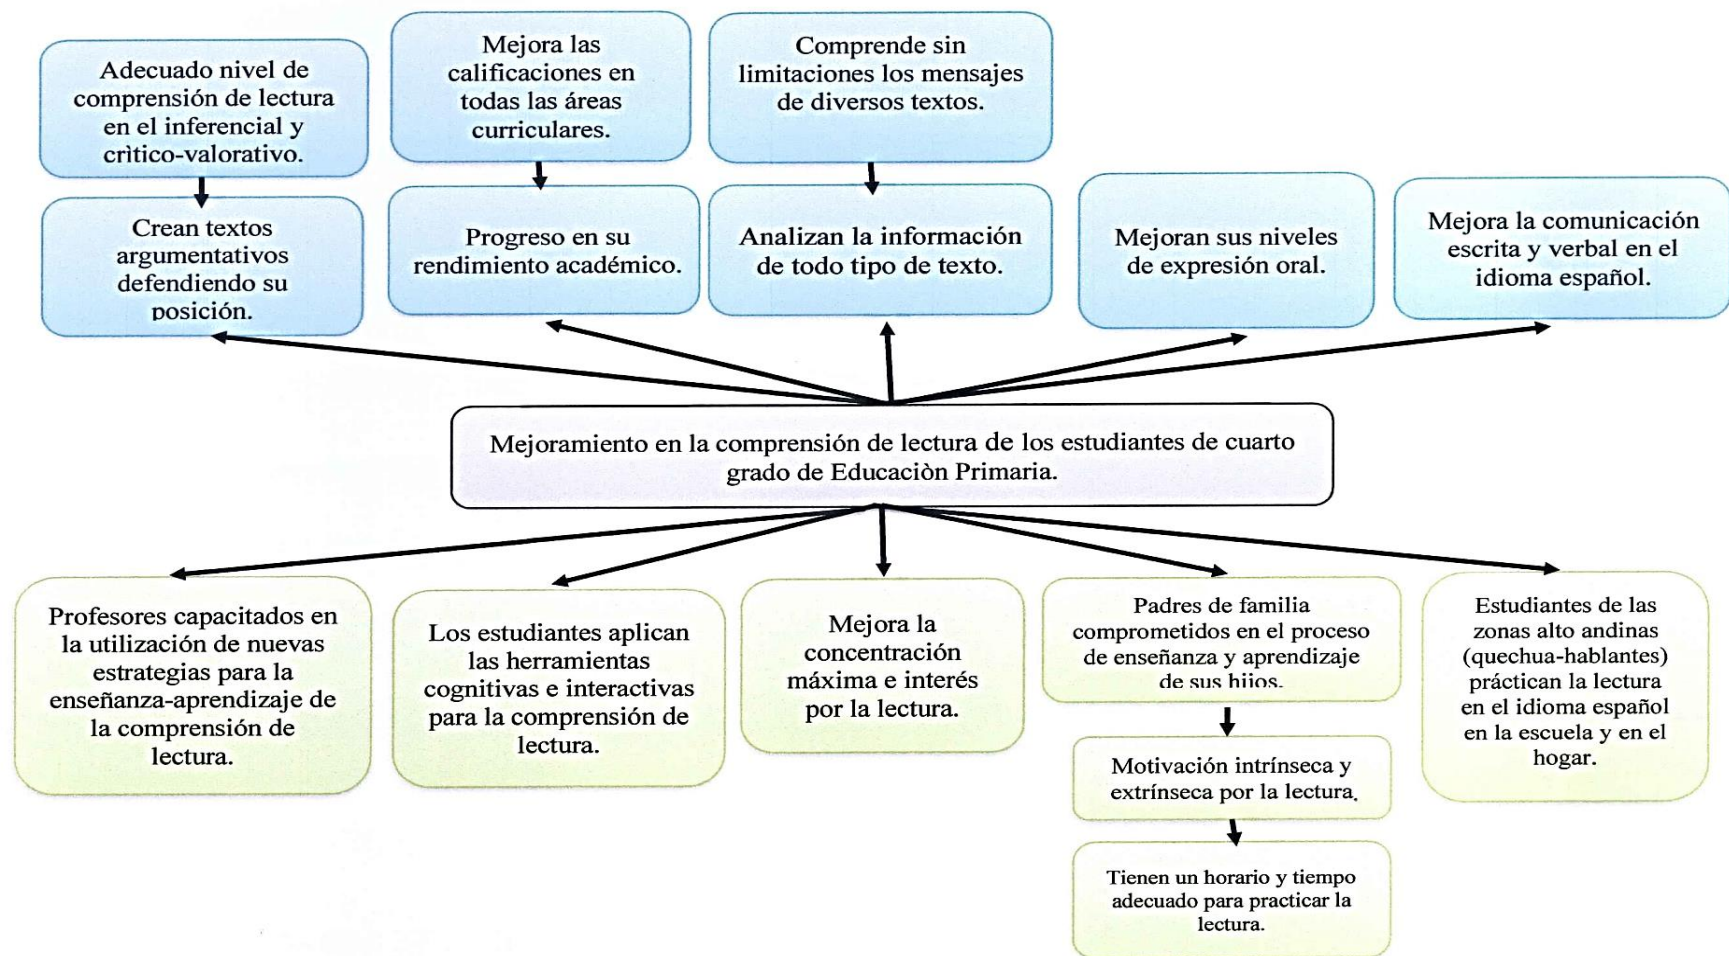 Adecuado nivel de
comprensión de lectura
en el inferencial y
crìtico-valorativo.
Mejora las
calificaciones en
todas las áreas
curriculares.
Comprende sin
limitaciones los mensajes
de diversos textos.
Crean textos
argumentativos
defendiendo su
posición.
Progreso en su
rendimiento académico.
Analizan la información
de todo tipo de texto.
Mejoran sus niveles
de expresión oral.
Mejora la comunicación
escrita y verbal en el
idioma español.
Mejoramiento en la comprensión de lectura de los estudiantes de cuarto
grado de Educaciòn Primaria.
Profesores capacitados en
la utilización de nuevas
estrategias para la
enseñanza-aprendizaje de
la comprensión de
lectura.
Los estudiantes aplican
las herramientas
cognitivas e interactivas
para la comprensión de
lectura.
Mejora la
concentración
máxima e interés
por la lectura.
Padres de familia
comprometidos en el proceso
de enseñanza y aprendizaje
de sus hijos.
Motivación intrínseca y
extrínseca por la lectura.
Tienen un horario y tiempo
adecuado para practicar la
lectura.
Estudiantes de las
zonas alto andinas
(quechua-hablantes)
práctican la lectura
en el idioma español
en la escuela y en el
hogar.